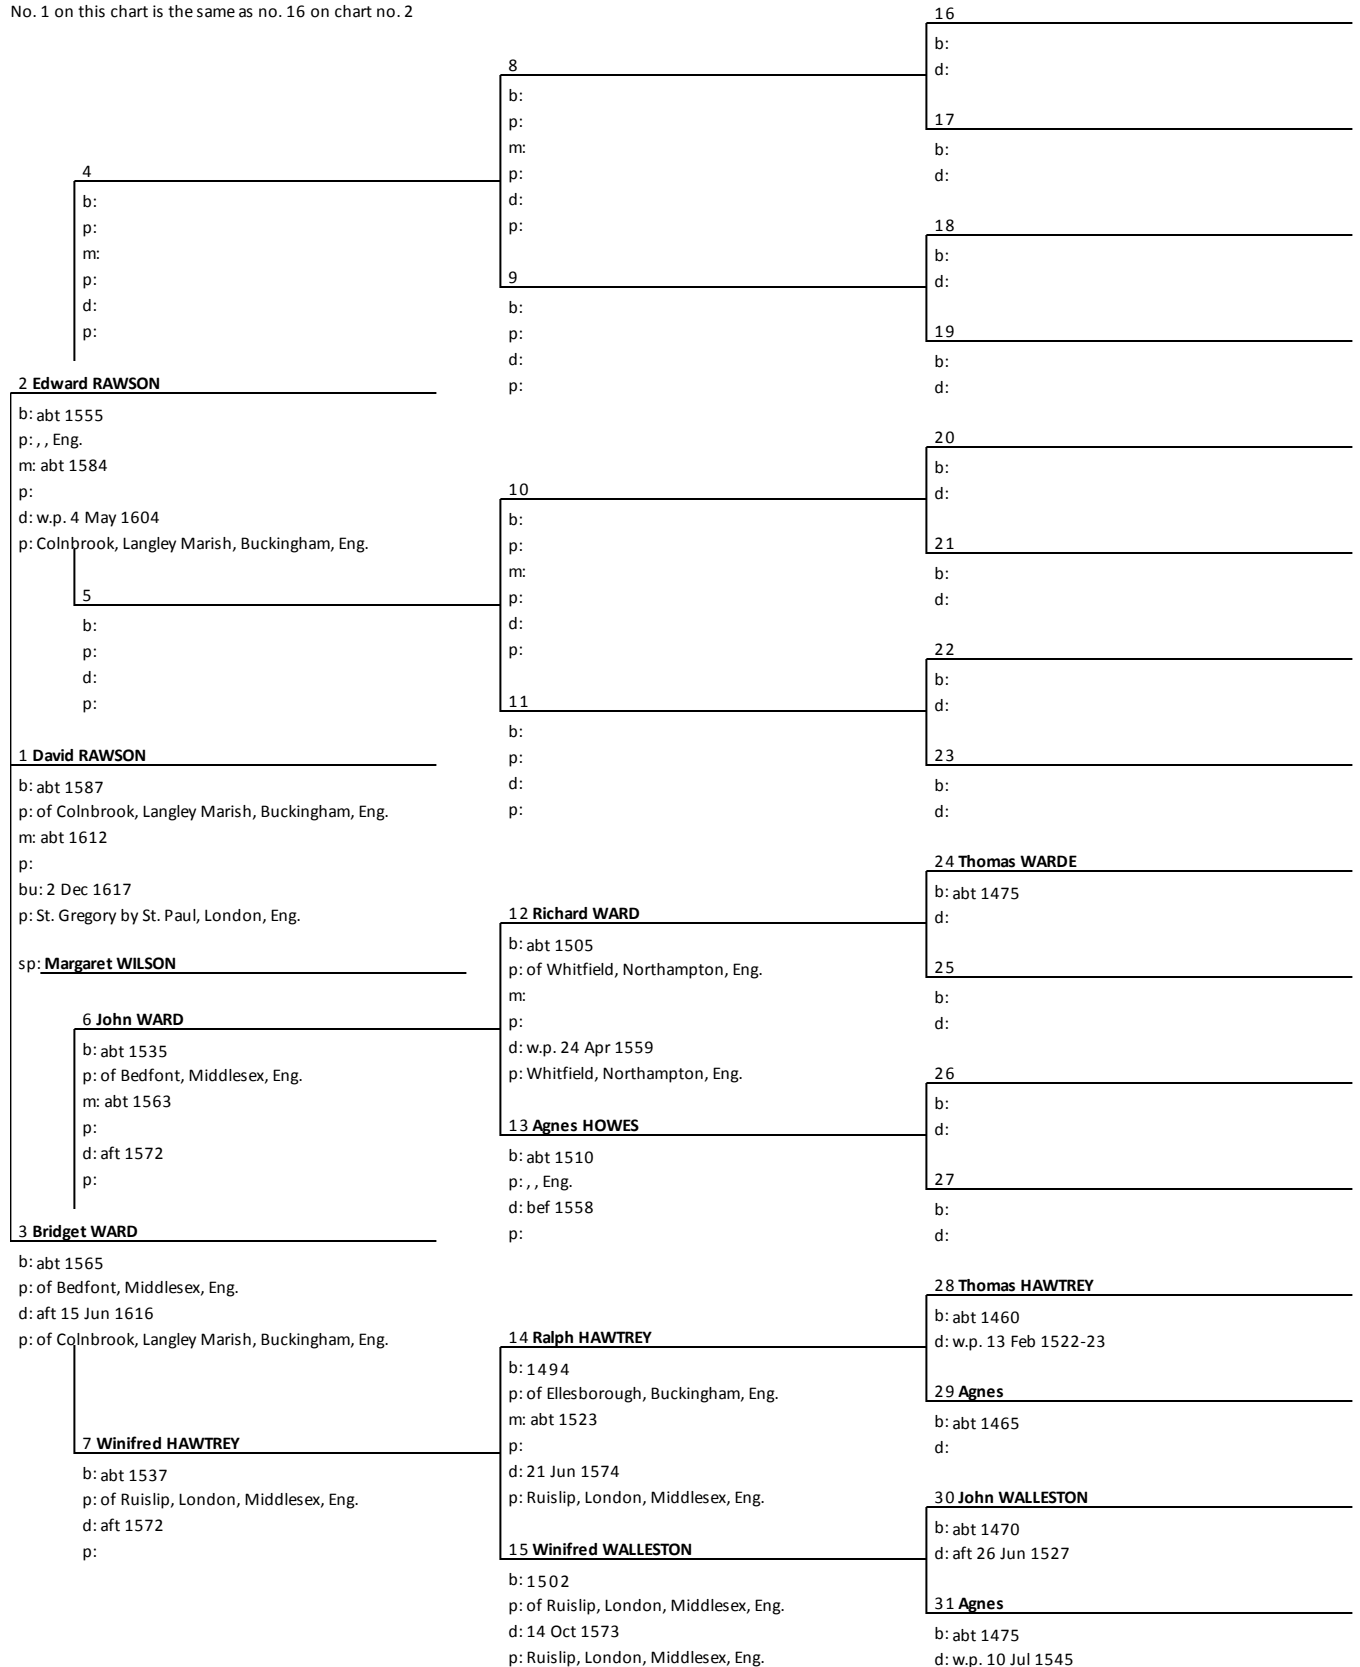 No. 1 on this chart is the same as no. 16 on chart no. 2
16
b:
d:
8
b:
p:
m:
p:
d:
p:
17
b:
d:
4
b:
p:
m:
p:
d:
p:
18
b:
d:
9
b:
p:
d:
p:
19
b:
d:
2 Edward RAWSON
b: abt 1555
p: , , Eng.
m: abt 1584
p:
d: w.p. 4 May 1604
p: Colnbrook, Langley Marish, Buckingham, Eng.
20
b:
d:
10
b:
p:
m:
p:
d:
p:
21
b:
d:
5
b:
p:
d:
p:
22
b:
d:
11
b:
p:
d:
p:
23
b:
d:
1 David RAWSON
b: abt 1587
p: of Colnbrook, Langley Marish, Buckingham, Eng.
m: abt 1612
p:
bu: 2 Dec 1617
p: St. Gregory by St. Paul, London, Eng.
sp: Margaret WILSON
24 Thomas WARDE
b: abt 1475
d:
12 Richard WARD
b: abt 1505
p: of Whitfield, Northampton, Eng.
m:
p:
d: w.p. 24 Apr 1559
p: Whitfield, Northampton, Eng.
25
b:
d:
6 John WARD
b: abt 1535
p: of Bedfont, Middlesex, Eng.
m: abt 1563
p:
d: aft 1572
p:
26
b:
d:
13 Agnes HOWES
b: abt 1510
p: , , Eng.
d: bef 1558
p:
27
b:
d:
3 Bridget WARD
b: abt 1565
p: of Bedfont, Middlesex, Eng.
d: aft 15 Jun 1616
p: of Colnbrook, Langley Marish, Buckingham, Eng.
28 Thomas HAWTREY
b: abt 1460
d: w.p. 13 Feb 1522-23
14 Ralph HAWTREY
b: 1494
p: of Ellesborough, Buckingham, Eng.
m: abt 1523
p:
d: 21 Jun 1574
p: Ruislip, London, Middlesex, Eng.
29 Agnes
b: abt 1465
d:
7 Winifred HAWTREY
b: abt 1537
p: of Ruislip, London, Middlesex, Eng.
d: aft 1572
p:
30 John WALLESTON
b: abt 1470
d: aft 26 Jun 1527
15 Winifred WALLESTON
b: 1502
p: of Ruislip, London, Middlesex, Eng.
d: 14 Oct 1573
p: Ruislip, London, Middlesex, Eng.
31 Agnes
b: abt 1475
d: w.p. 10 Jul 1545